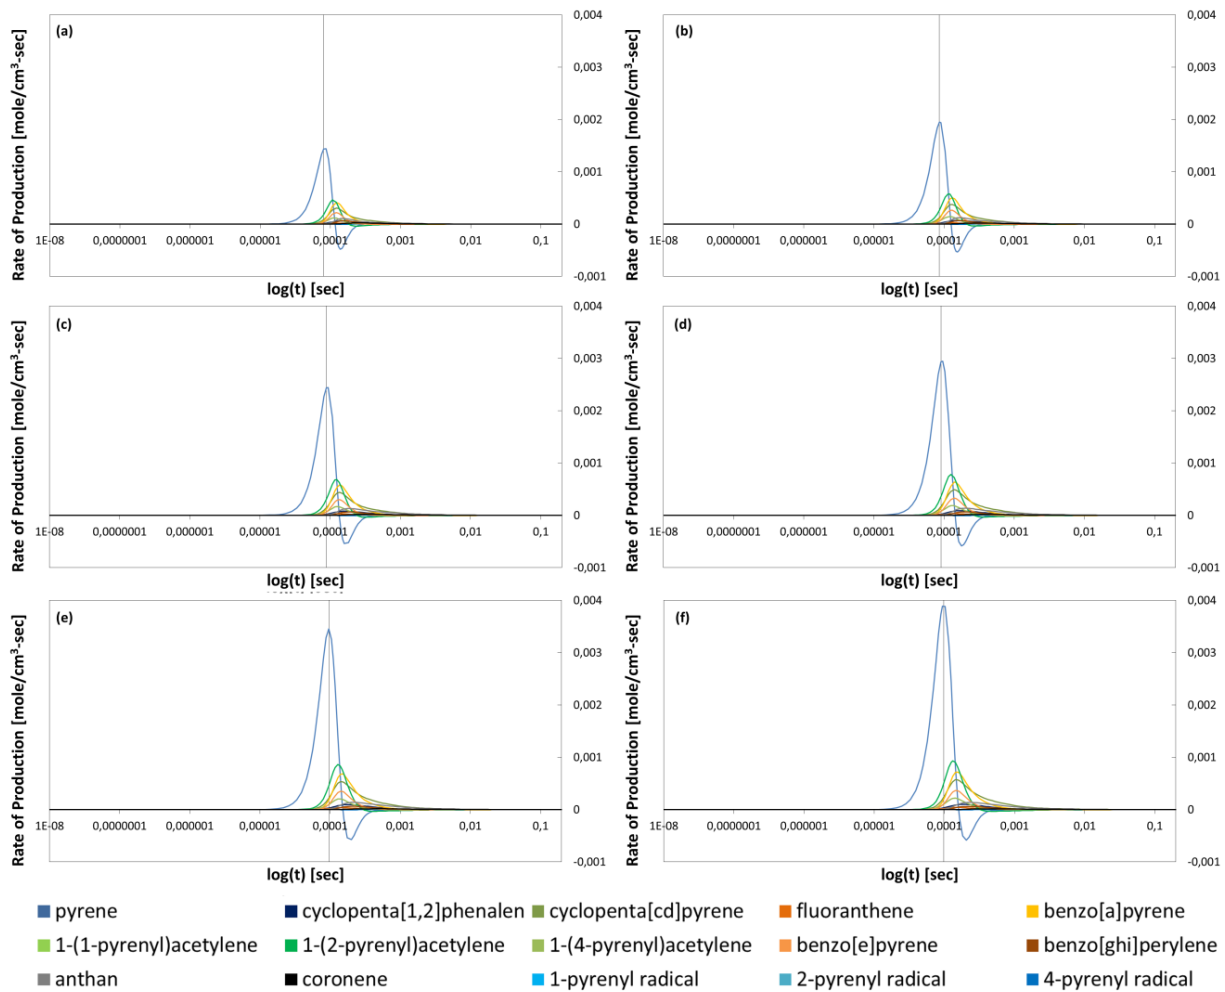 (a)
0,004
0,003
0,002
0,001
0
-0,001
Rate of Production [mole/cm³-sec]
1E-08 0,0000001 0,000001 0,00001 0,0001 0,001 0,01 0,1
log(t) [sec]
(b)
0,004
0,003
0,002
0,001
0
-0,001
Rate of Production [mole/cm³-sec]
1E-08 0,0000001 0,000001 0,00001 0,0001 0,001 0,01 0,1
log(t) [sec]
(c)
0,004
0,003
0,002
0,001
0
-0,001
Rate of Production [mole/cm³-sec]
1E-08 0,0000001 0,000001 0,00001 0,0001 0,001 0,01 0,1
log(t) [sec]
(d)
0,004
0,003
0,002
0,001
0
-0,001
Rate of Production [mole/cm³-sec]
1E-08 0,0000001 0,000001 0,00001 0,0001 0,001 0,01 0,1
log(t) [sec]
(e)
0,004
0,003
0,002
0,001
0
-0,001
Rate of Production [mole/cm³-sec]
1E-08 0,0000001 0,000001 0,00001 0,0001 0,001 0,01 0,1
log(t) [sec]
(f)
0,004
0,003
0,002
0,001
0
-0,001
Rate of Production [mole/cm³-sec]
1E-08 0,0000001 0,000001 0,00001 0,0001 0,001 0,01 0,1
log(t) [sec]
pyrene cyclopenta[1,2]phenalen cyclopenta[cd]pyrene fluoranthene benzo[a]pyrene
1-(1-pyrenyl)acetylene 1-(2-pyrenyl)acetylene 1-(4-pyrenyl)acetylene benzo[e]pyrene benzo[ghi]perylene
anthan coronene 1-pyrenyl radical 2-pyrenyl radical 4-pyrenyl radical